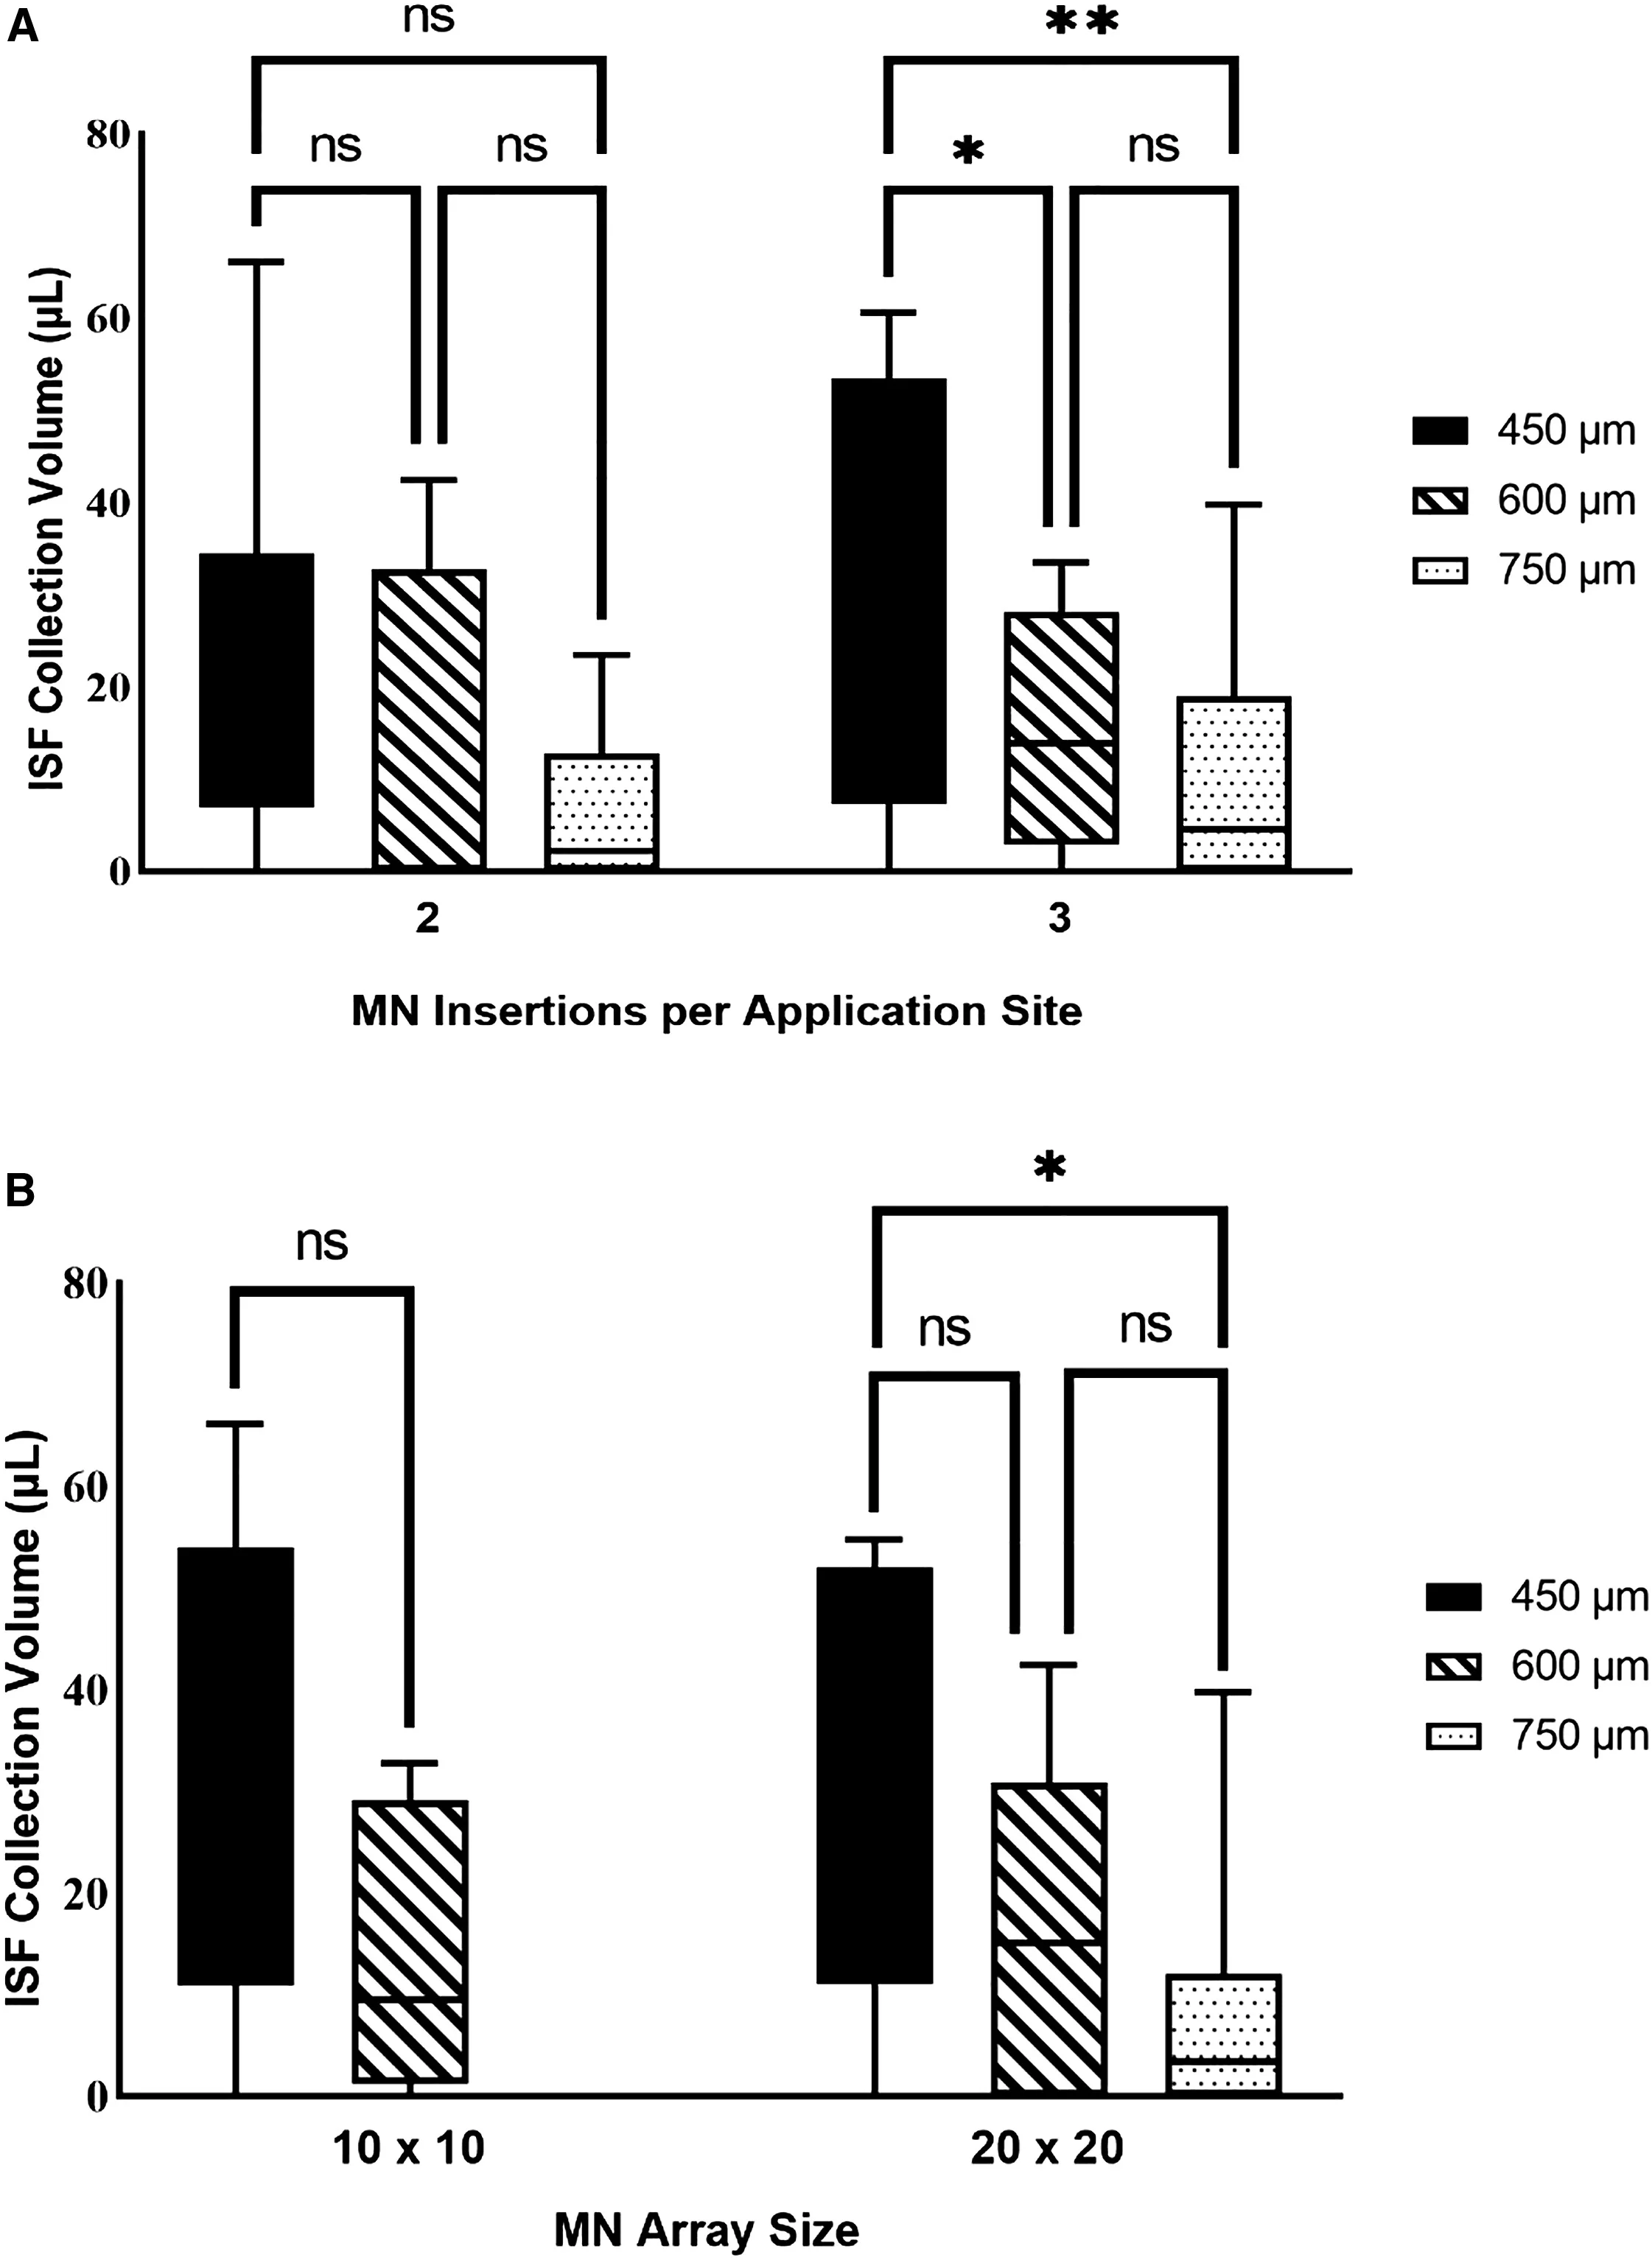 A
ns
**
ns
ns
*
ns
80
60
40
20
0
ISF Collection Volume (µL)
450 µm
600 µm
750 µm
2
3
MN Insertions per Application Site
B
*
ns
ns
ns
80
60
40
20
0
ISF Collection Volume (µL)
450 µm
600 µm
750 µm
10 x 10
20 x 20
MN Array Size